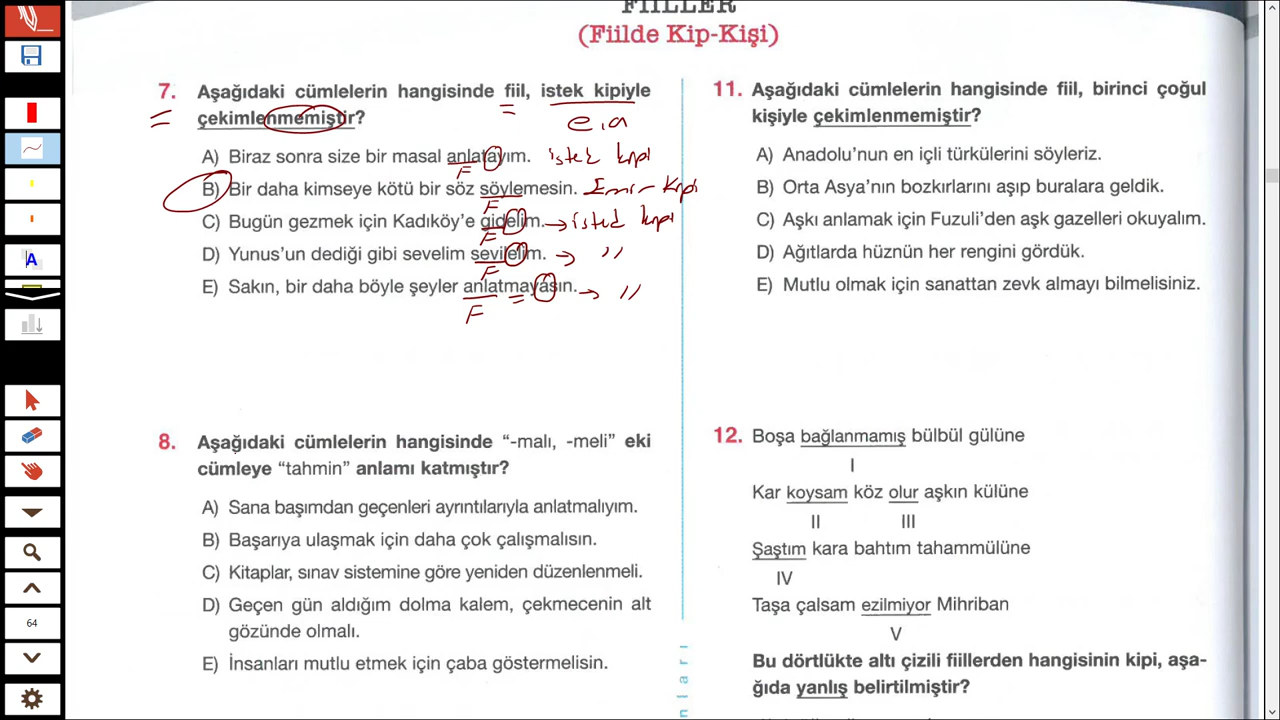 FİİLLER
(Fiilde Kip-Kişi)
7. Aşağıdaki cümlelerin hangisinde fiil, istek kipiyle
çekimlenmemiştir?
e, a
A) Biraz sonra size bir masal anlatayım. istek kipi
F
B) Bir daha kimseye kötü bir söz söylemesin. Emir Kipi
F
C) Bugün gezmek için Kadıköy’e gidelim. → istek kipi
F
D) Yunus’un dediği gibi sevelim sevilelim. → "
F
E) Sakın, bir daha böyle şeyler anlatmayasın. → "
F
8. Aşağıdaki cümlelerin hangisinde “-malı, -meli” eki
cümleye “tahmin” anlamı katmıştır?
A) Sana başımdan geçenleri ayrıntılarıyla anlatmalıyım.
B) Başarıya ulaşmak için daha çok çalışmalısın.
C) Kitaplar, sınav sistemine göre yeniden düzenlenmeli.
D) Geçen gün aldığım dolma kalem, çekmecenin alt
gözünde olmalı.
E) İnsanları mutlu etmek için çaba göstermelisin.
11. Aşağıdaki cümlelerin hangisinde fiil, birinci çoğul
kişiyle çekimlenmemiştir?
A) Anadolu’nun en içli türkülerini söyleriz.
B) Orta Asya’nın bozkırlarını aşıp buralara geldik.
C) Aşkı anlamak için Fuzuli’den aşk gazelleri okuyalım.
D) Ağıtlarda hüznün her rengini gördük.
E) Mutlu olmak için sanattan zevk almayı bilmelisiniz.
12. Boşa bağlanmamış bülbül gülüne
I
Kar koysam köz olur aşkın külüne
II III
Şaştım kara bahtım tahammülüne
IV
Taşa çalsam ezilmiyor Mihriban
V
Bu dörtlükte altı çizili fiillerden hangisinin kipi, aşa-
ğıda yanlış belirtilmiştir?
A
64